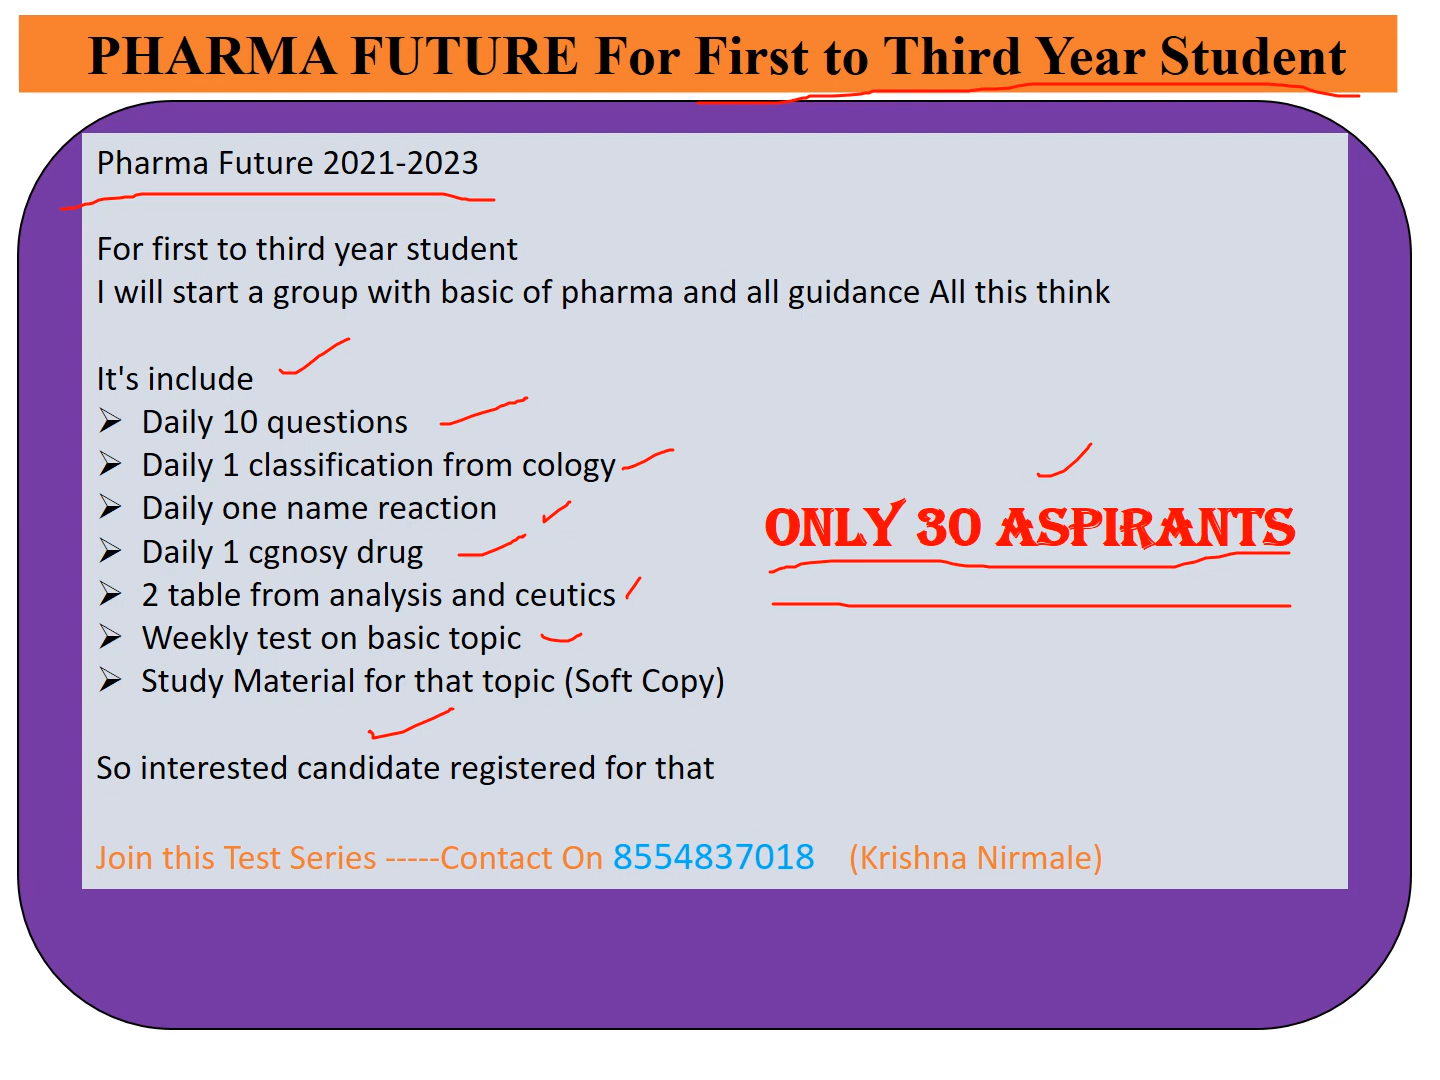 PHARMA FUTURE For First to Third Year Student
Pharma Future 2021-2023
For first to third year student
I will start a group with basic of pharma and all guidance All this think
It's include
➢ Daily 10 questions
➢ Daily 1 classification from cology
➢ Daily one name reaction
➢ Daily 1 cgnosy drug
➢ 2 table from analysis and ceutics
➢ Weekly test on basic topic
➢ Study Material for that topic (Soft Copy)
ONLY 30 ASPIRANTS
So interested candidate registered for that
Join this Test Series -----Contact On 8554837018 (Krishna Nirmale)